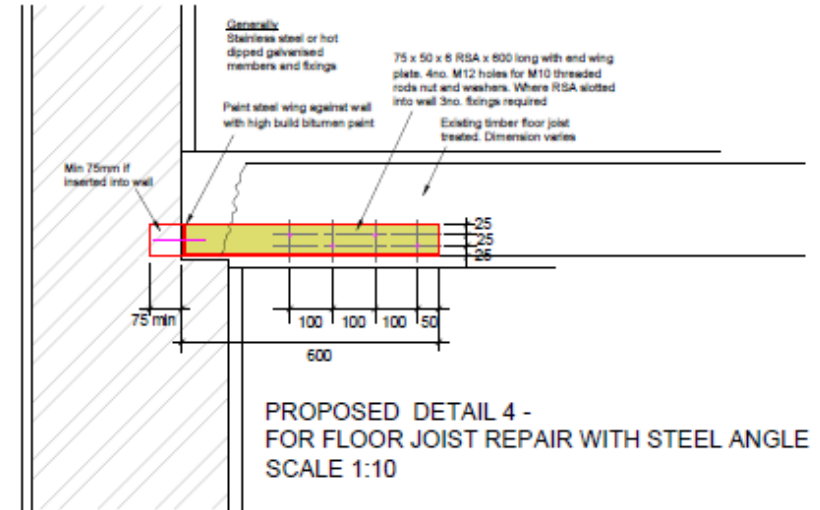 Generally
Stainless steel or hot
dipped galvanised
members and fixings
75 x 50 x 6 RSA x 600 long with end wing
plate. 4no. M12 holes for M10 threaded
rods nut and washers. Where RSA slotted
into wall 3no. fixings required
Paint steel wing against wall
with high build bitumen paint
Existing timber floor joist
treated. Dimension varies
Min 75mm if
inserted into wall
25
25
25
75 min
100 100 100 50
600
PROPOSED DETAIL 4 -
FOR FLOOR JOIST REPAIR WITH STEEL ANGLE
SCALE 1:10